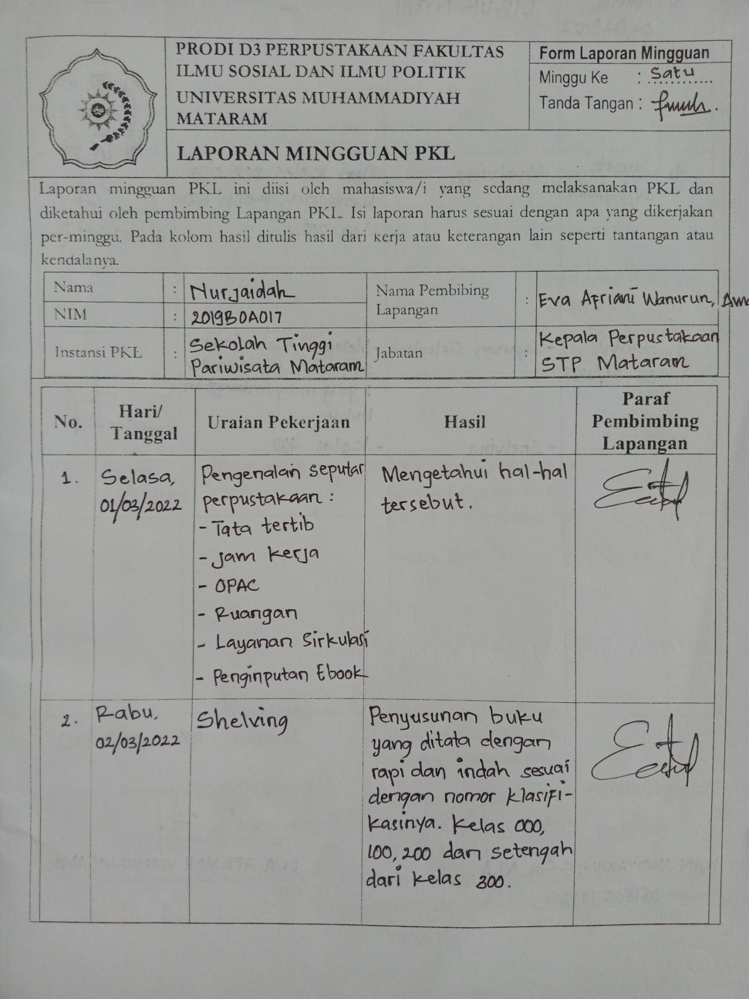 PRODI D3 PERPUSTAKAAN FAKULTAS
ILMU SOSIAL DAN ILMU POLITIK
UNIVERSITAS MUHAMMADIYAH
MATARAM
Form Laporan Mingguan
Minggu Ke : Satu
Tanda Tangan :
LAPORAN MINGGUAN PKL
Laporan mingguan PKL ini diisi oleh mahasiswa/i yang sedang melaksanakan PKL dan
diketahui oleh pembimbing Lapangan PKL. Isi laporan harus sesuai dengan apa yang dikerjakan
per-minggu. Pada kolom hasil ditulis hasil dari kerja atau keterangan lain seperti tantangan atau
kendalanya.
Nama : Nurjaidah
NIM : 2019B0A017
Instansi PKL : Sekolah Tinggi
Pariwisata Mataram
Nama Pembibing
Lapangan : Eva Afriani Wanurun,
Jabatan : Kepala Perpustakaan
STP Mataram
No.
Hari/
Tanggal
Uraian Pekerjaan
Hasil
Paraf
Pembimbing
Lapangan
1.
Selasa,
01/03/2022
Pengenalan seputar
perpustakaan :
- Tata tertib
- jam kerja
- OPAC
- Ruangan
- Layanan Sirkulasi
- Penginputan Ebook
Mengetahui hal-hal
tersebut.
2.
Rabu,
02/03/2022
Shelving
Penyusunan buku
yang ditata dengan
rapi dan indah sesuai
dengan nomor klasifi-
kasinya. Kelas 000,
100, 200 dan setengah
dari kelas 300.